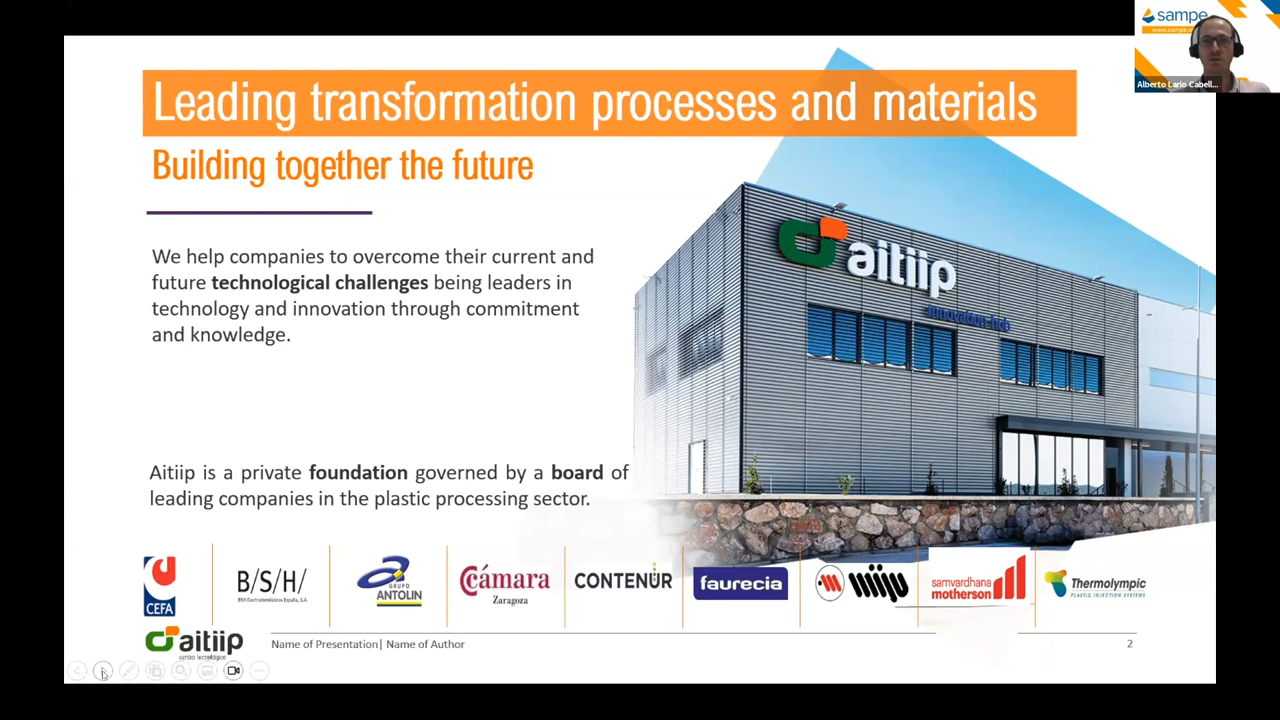 sampe
Alberto Lario Cabell...
Leading transformation processes and materials
Building together the future
We help companies to overcome their current and
future technological challenges being leaders in
technology and innovation through commitment
and knowledge.
aitiip
innovation hub
Aitiip is a private foundation governed by a board of
leading companies in the plastic processing sector.
CEFA
B/S/H/
BSH Electrodomésticos España, S.A.
GRUPO
ANTOLIN
Cámara
Zaragoza
CONTENUR
faurecia
samvardhana
motherson
Thermolympic
PLASTIC INJECTION SYSTEMS
aitiip
centro tecnológico
Name of Presentation| Name of Author
2